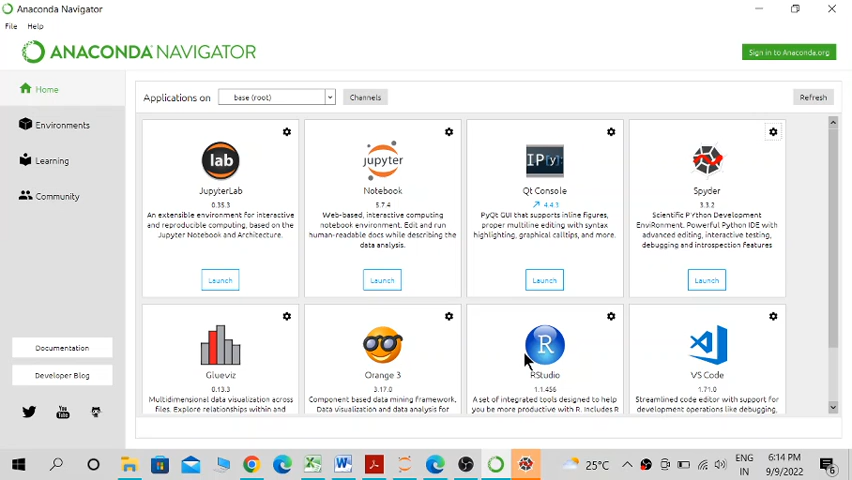 Anaconda Navigator
File Help
ANACONDA NAVIGATOR
Sign in to Anaconda.org
Home
Environments
Learning
Community
Documentation
Developer Blog
Applications on base (root) Channels Refresh
lab
JupyterLab
0.35.3
An extensible environment for interactive
and reproducible computing, based on the
Jupyter Notebook and Architecture.
Launch
jupyter
Notebook
5.7.4
Web-based, interactive computing
notebook environment. Edit and run
human-readable docs while describing the
data analysis.
Launch
IP[y]
Qt Console
4.4.3
PyQt GUI that supports inline figures,
proper multiline editing with syntax
highlighting, graphical calltips, and more.
Launch
Spyder
3.3.2
Scientific PYthon Development
EnviRonment. Powerful Python IDE with
advanced editing, interactive testing,
debugging and introspection features
Launch
Glueviz
0.13.3
Multidimensional data visualization across
files. Explore relationships within and
Orange 3
3.17.0
Component based data mining framework.
Data visualization and data analysis for
R
RStudio
1.1.456
A set of integrated tools designed to help
you be more productive with R. Includes R
VS Code
1.71.0
Streamlined code editor with support for
development operations like debugging,
25°C
ENG
IN
6:14 PM
9/9/2022
6